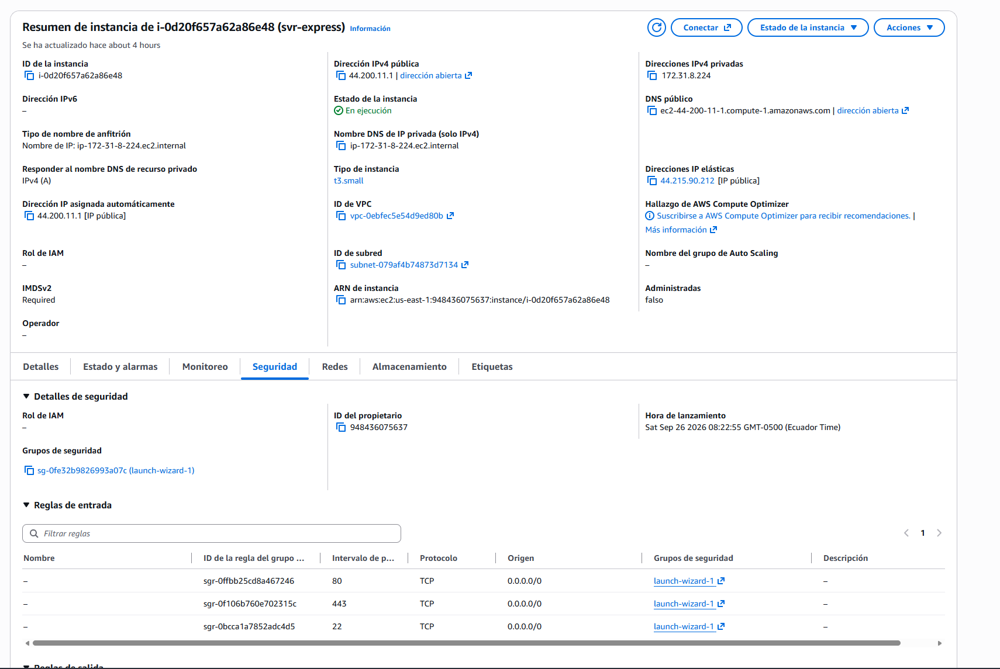 Resumen de instancia de i-0d20f657a62a86e48 (svr-express) Información
Conectar
Estado de la instancia
Acciones
Se ha actualizado hace about 4 hours
ID de la instancia
i-0d20f657a62a86e48
Dirección IPv4 pública
44.200.11.1 | dirección abierta
Direcciones IPv4 privadas
172.31.8.224
Dirección IPv6
–
Estado de la instancia
En ejecución
DNS público
ec2-44-200-11-1.compute-1.amazonaws.com | dirección abierta
Tipo de nombre de anfitrión
Nombre de IP: ip-172-31-8-224.ec2.internal
Nombre DNS de IP privada (solo IPv4)
ip-172-31-8-224.ec2.internal
Responder al nombre DNS de recurso privado
IPv4 (A)
Tipo de instancia
t3.small
Direcciones IP elásticas
44.215.90.212 [IP pública]
Dirección IP asignada automáticamente
44.200.11.1 [IP pública]
ID de VPC
vpc-0ebfec5e54d9ed80b
Hallazgo de AWS Compute Optimizer
Suscribirse a AWS Compute Optimizer para recibir recomendaciones. |
Más información
Rol de IAM
–
ID de subred
subnet-079af4b74873d7134
Nombre del grupo de Auto Scaling
–
IMDSv2
Required
ARN de instancia
arn:aws:ec2:us-east-1:948436075637:instance/i-0d20f657a62a86e48
Administradas
falso
Operador
–
Detalles
Estado y alarmas
Monitoreo
Seguridad
Redes
Almacenamiento
Etiquetas
Detalles de seguridad
Rol de IAM
–
ID del propietario
948436075637
Hora de lanzamiento
Sat Sep 26 2026 08:22:55 GMT-0500 (Ecuador Time)
Grupos de seguridad
sg-0fe32b9826993a07c (launch-wizard-1)
Reglas de entrada
Filtrar reglas
1
Nombre ID de la regla del grupo ... Intervalo de p... Protocolo Origen Grupos de seguridad Descripción
– sgr-0ffbb25cd8a467246 80 TCP 0.0.0.0/0 launch-wizard-1 –
– sgr-0f106b760e702315c 443 TCP 0.0.0.0/0 launch-wizard-1 –
– sgr-0bcca1a7852adc4d5 22 TCP 0.0.0.0/0 launch-wizard-1 –
Reglas de salida